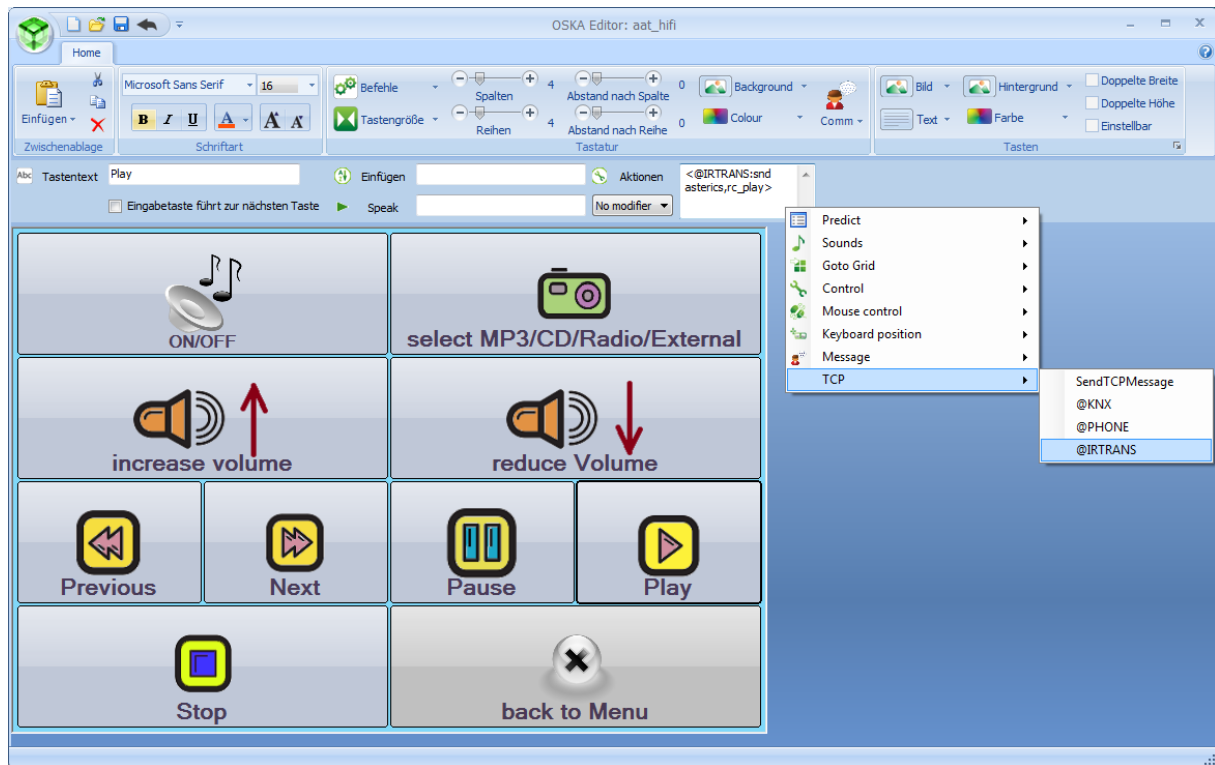 OSKA Editor: aat_hifi
Home
Einfügen
Zwischenablage
Microsoft Sans Serif 16
B I U A A A
Schriftart
Befehle
Tastengröße
Spalten 4
Reihen 4
Abstand nach Spalte 0
Abstand nach Reihe 0
Background
Colour
Comm
Tastatur
Bild
Text
Hintergrund
Farbe
Doppelte Breite
Doppelte Höhe
Einstellbar
Tasten
Abc Tastentext Play
Eingabetaste führt zur nächsten Taste
Einfügen
Speak
Aktionen
No modifier
<@IRTRANS:snd
asterics,rc_play>
Predict
Sounds
Goto Grid
Control
Mouse control
Keyboard position
Message
TCP
SendTCPMessage
@KNX
@PHONE
@IRTRANS
ON/OFF
select MP3/CD/Radio/External
increase volume
reduce Volume
Previous
Next
Pause
Play
Stop
back to Menu